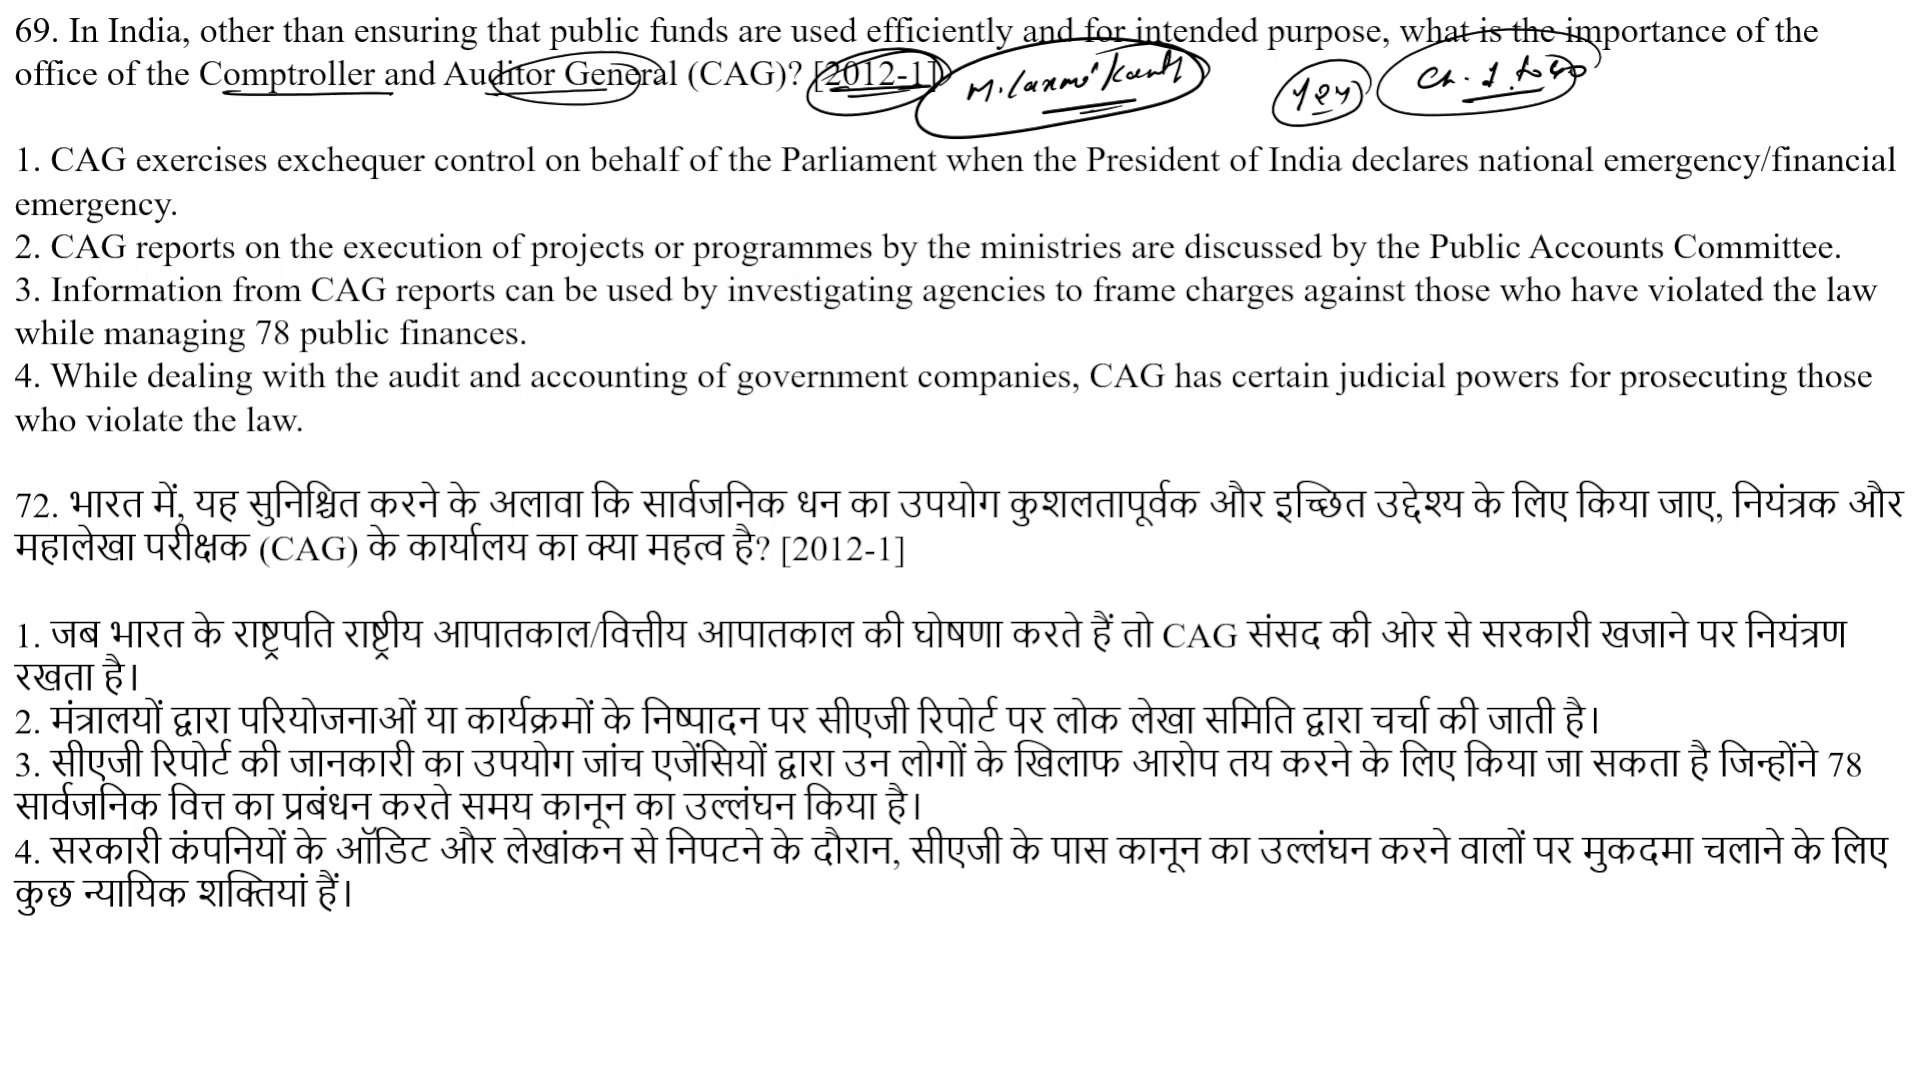 69. In India, other than ensuring that public funds are used efficiently and for intended purpose, what is the importance of the
office of the Comptroller and Auditor General (CAG)? [2012-1] M. Laxmi Kanth Ch. 1 to 40
1. CAG exercises exchequer control on behalf of the Parliament when the President of India declares national emergency/financial
emergency.
2. CAG reports on the execution of projects or programmes by the ministries are discussed by the Public Accounts Committee.
3. Information from CAG reports can be used by investigating agencies to frame charges against those who have violated the law
while managing 78 public finances.
4. While dealing with the audit and accounting of government companies, CAG has certain judicial powers for prosecuting those
who violate the law.
72. भारत में, यह सुनिश्चित करने के अलावा कि सार्वजनिक धन का उपयोग कुशलतापूर्वक और इच्छित उद्देश्य के लिए किया जाए, नियंत्रक और
महालेखा परीक्षक (CAG) के कार्यालय का क्या महत्व है? [2012-1]
1. जब भारत के राष्ट्रपति राष्ट्रीय आपातकाल/वित्तीय आपातकाल की घोषणा करते हैं तो CAG संसद की ओर से सरकारी खजाने पर नियंत्रण
रखता है।
2. मंत्रालयों द्वारा परियोजनाओं या कार्यक्रमों के निष्पादन पर सीएजी रिपोर्ट पर लोक लेखा समिति द्वारा चर्चा की जाती है।
3. सीएजी रिपोर्ट की जानकारी का उपयोग जांच एजेंसियों द्वारा उन लोगों के खिलाफ आरोप तय करने के लिए किया जा सकता है जिन्होंने 78
सार्वजनिक वित्त का प्रबंधन करते समय कानून का उल्लंघन किया है।
4. सरकारी कंपनियों के ऑडिट और लेखांकन से निपटने के दौरान, सीएजी के पास कानून का उल्लंघन करने वालों पर मुकदमा चलाने के लिए
कुछ न्यायिक शक्तियां हैं।